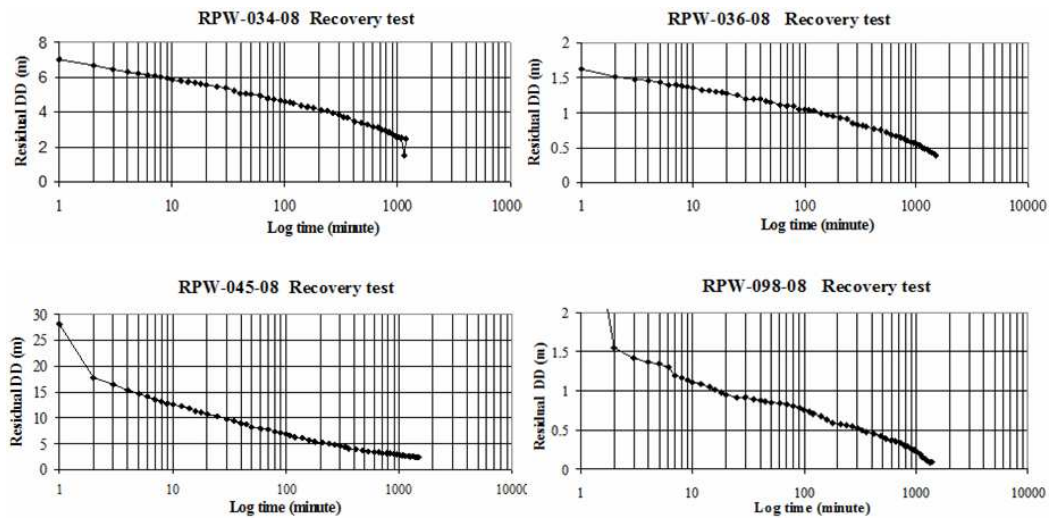 RPW-034-08 Recovery test
Residual DD (m)
8
6
4
2
0
1 10 100 1000 10000
Log time (minute)
RPW-036-08 Recovery test
Residual DD (m)
2
1.5
1
0.5
0
1 10 100 1000 10000
Log time (minute)
RPW-045-08 Recovery test
Residual DD (m)
30
25
20
15
10
5
0
1 10 100 1000 1000
Log time (minute)
RPW-098-08 Recovery test
Residual DD (m)
2
1.5
1
0.5
0
1 10 100 1000 10000
Log time (minute)